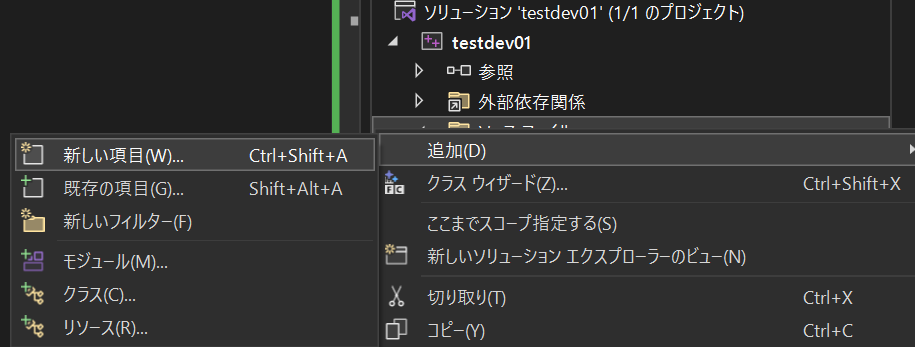 ソリューション 'testdev01' (1/1 のプロジェクト)
testdev01
参照
外部依存関係
追加(D)
クラス ウィザード(Z)... Ctrl+Shift+X
ここまでスコープ指定する(S)
新しいソリューション エクスプローラーのビュー(N)
切り取り(T) Ctrl+X
コピー(Y) Ctrl+C
新しい項目(W)... Ctrl+Shift+A
既存の項目(G)... Shift+Alt+A
新しいフィルター(F)
モジュール(M)...
クラス(C)...
リソース(R)...